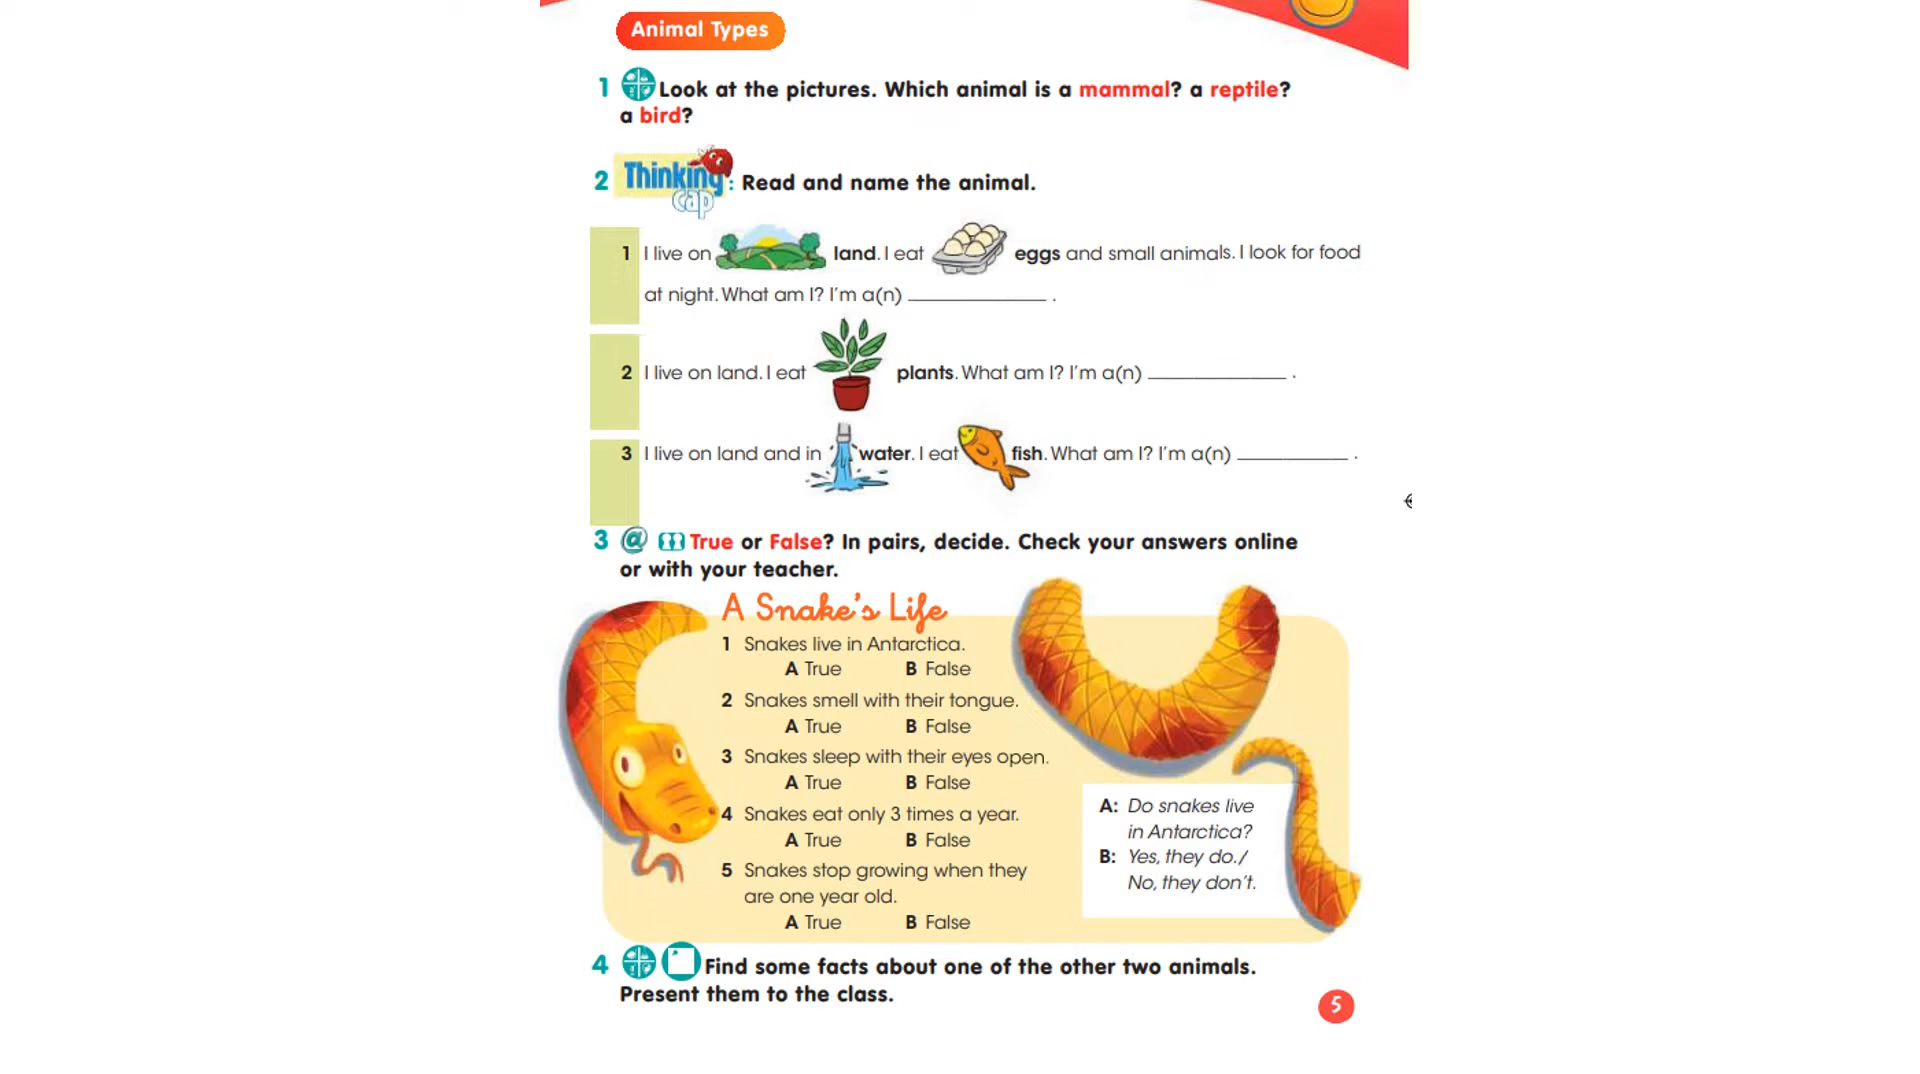 Animal Types
1 Look at the pictures. Which animal is a mammal? a reptile?
a bird?
2 Thinking Cap: Read and name the animal.
1 I live on land. I eat eggs and small animals. I look for food
at night. What am I? I'm a(n) ____________ .
2 I live on land. I eat plants. What am I? I'm a(n) ____________ .
3 I live on land and in water. I eat fish. What am I? I'm a(n) __________ .
3 @ True or False? In pairs, decide. Check your answers online
or with your teacher.
A Snake's Life
1 Snakes live in Antarctica.
A True B False
2 Snakes smell with their tongue.
A True B False
3 Snakes sleep with their eyes open.
A True B False
4 Snakes eat only 3 times a year.
A True B False
5 Snakes stop growing when they
are one year old.
A True B False
A: Do snakes live
in Antarctica?
B: Yes, they do./
No, they don't.
4 Find some facts about one of the other two animals.
Present them to the class.
5